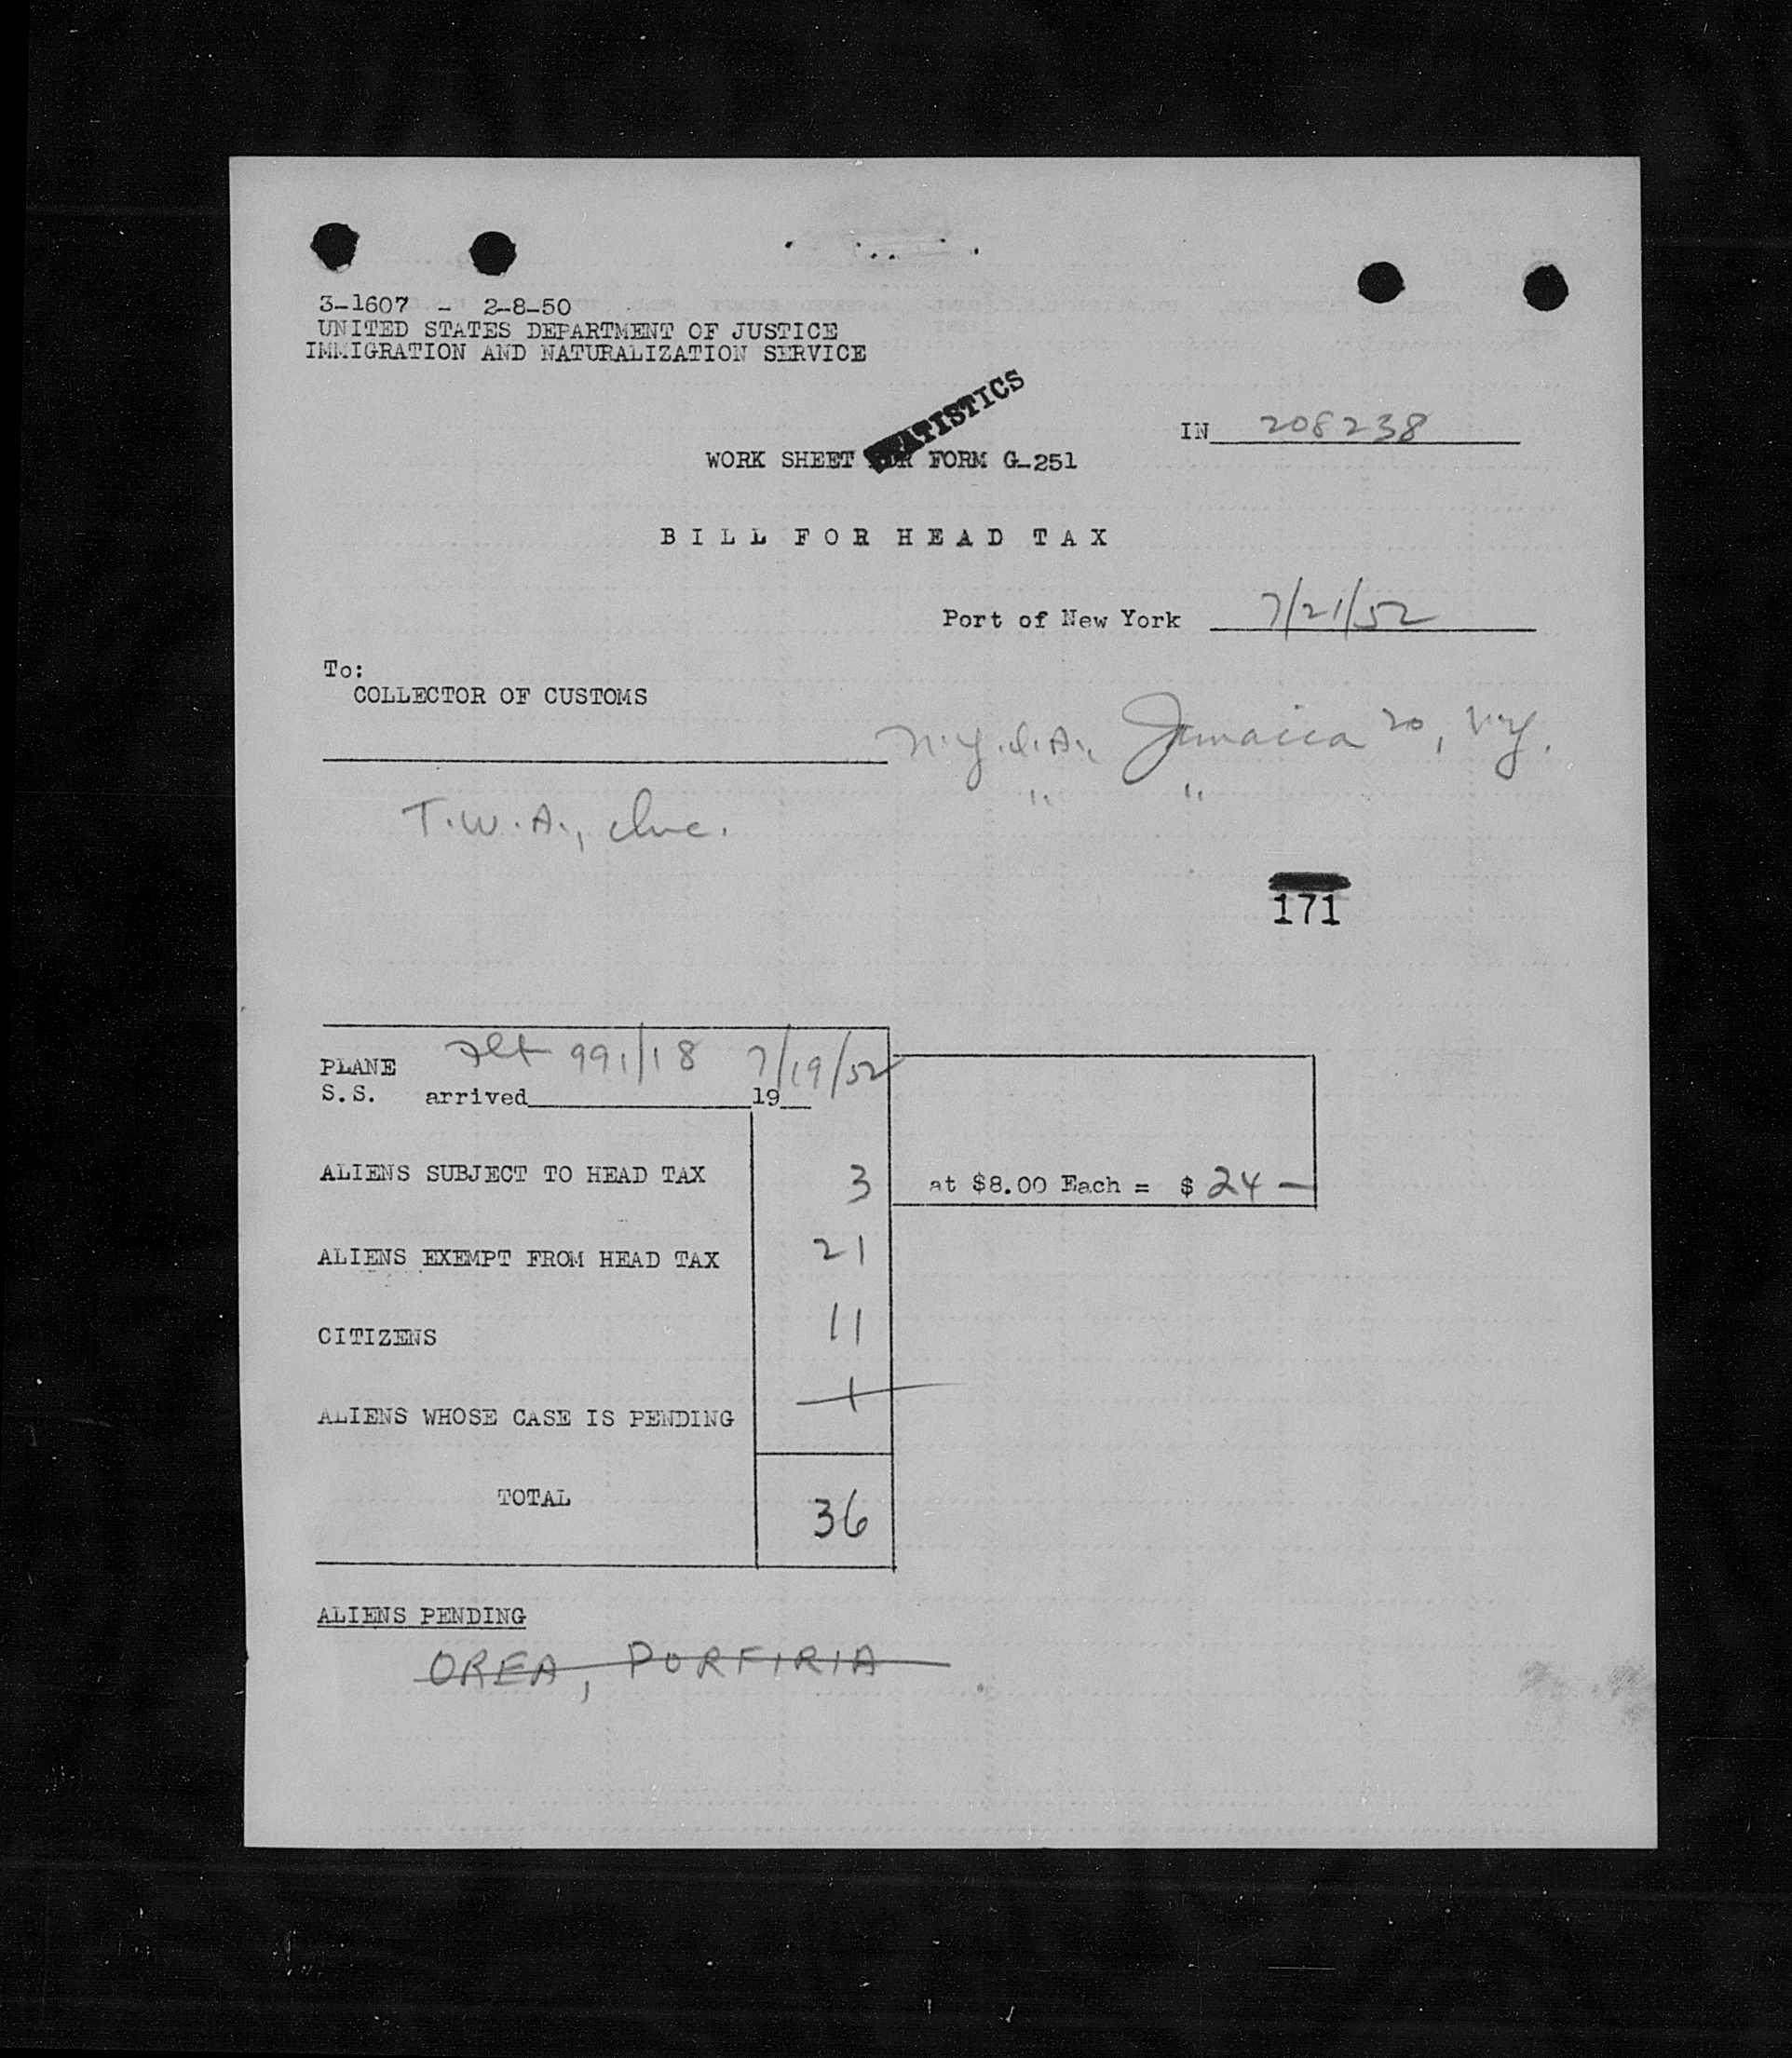 3-1607 - 2-8-50
UNITED STATES DEPARTMENT OF JUSTICE
IMMIGRATION AND NATURALIZATION SERVICE
STATISTICS
IN 208238
WORK SHEET FOR FORM G-251
BILL FOR HEAD TAX
Port of New York 7/21/52
To:
COLLECTOR OF CUSTOMS
N.Y.I.A., Jamaica 20, N.Y.
" "
T.W.A., Inc.
171
PLANE Flt 991/18 7/19/52
S.S. arrived 19
ALIENS SUBJECT TO HEAD TAX 3 at $8.00 Each = $ 24 —
ALIENS EXEMPT FROM HEAD TAX 21
CITIZENS 11
ALIENS WHOSE CASE IS PENDING 1
TOTAL 36
ALIENS PENDING
OREA, PORFIRIA